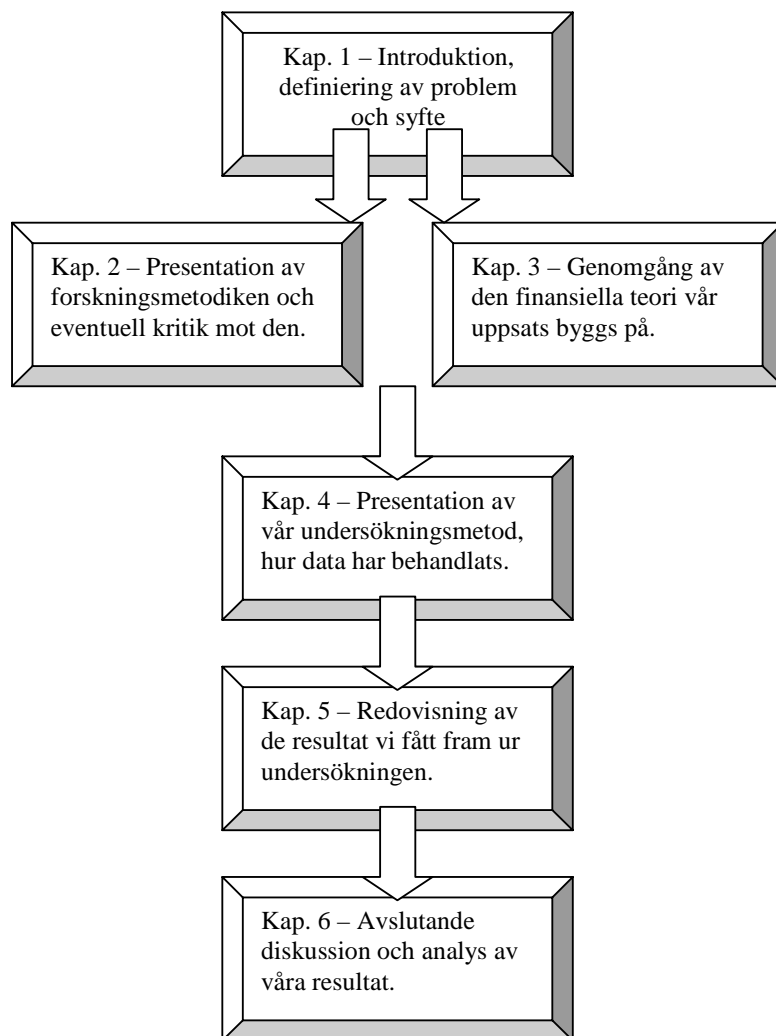 Kap. 1 – Introduktion,
definiering av problem
och syfte
Kap. 2 – Presentation av
forskningsmetodiken och
eventuell kritik mot den.
Kap. 3 – Genomgång av
den finansiella teori vår
uppsats byggs på.
Kap. 4 – Presentation av
vår undersökningsmetod,
hur data har behandlats.
Kap. 5 – Redovisning av
de resultat vi fått fram ur
undersökningen.
Kap. 6 – Avslutande
diskussion och analys av
våra resultat.